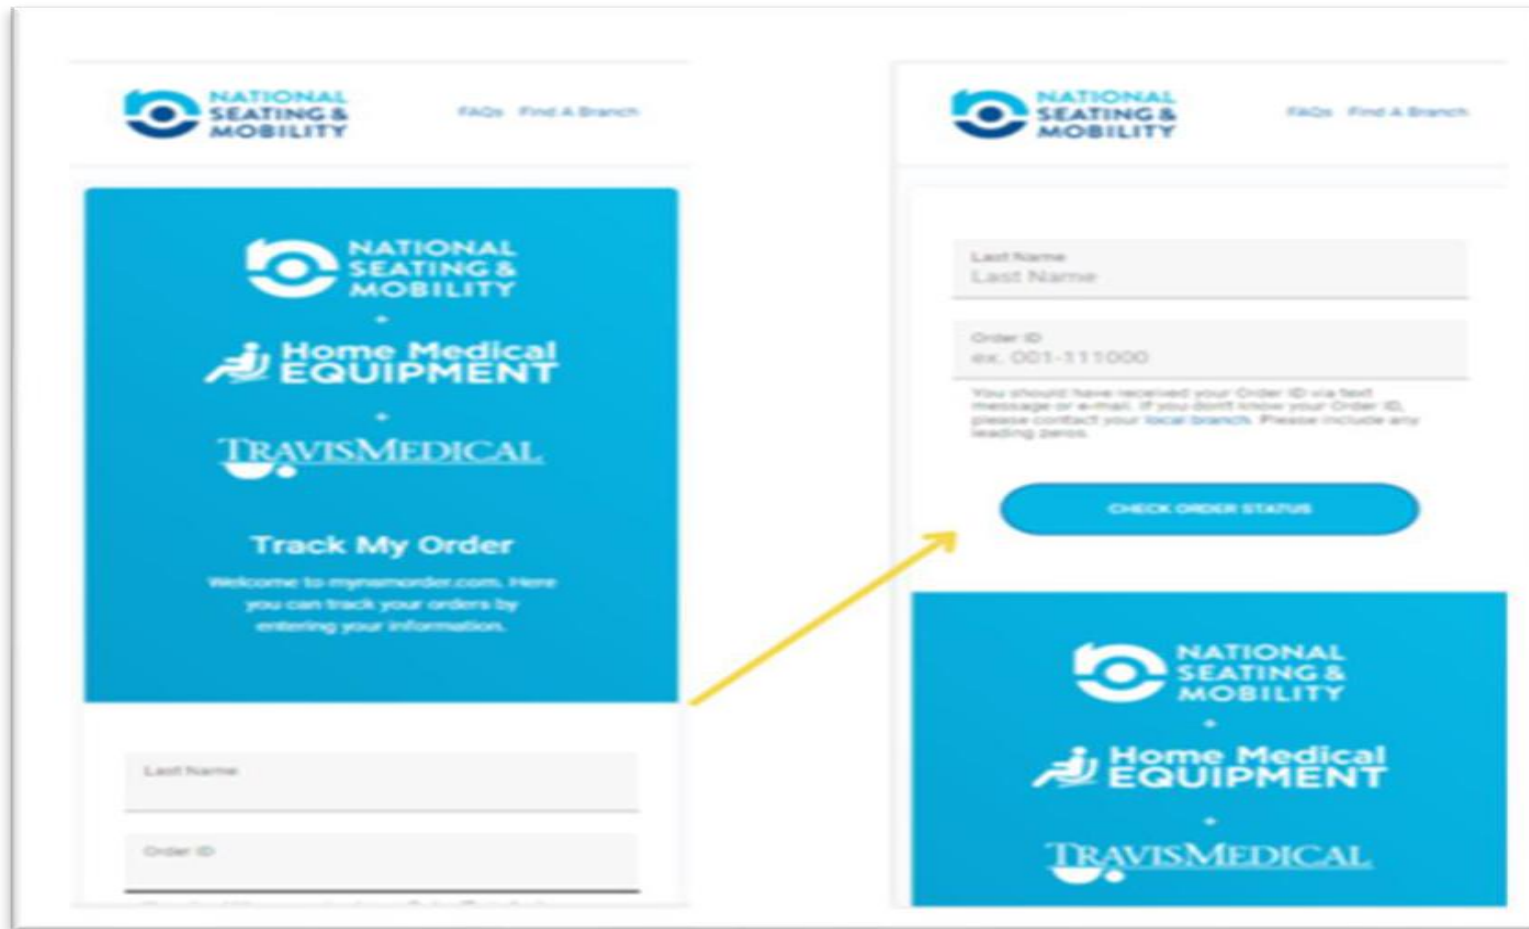 NATIONAL
SEATING &
MOBILITY
FAQs Find A Branch
NATIONAL
SEATING &
MOBILITY
+
Home Medical
EQUIPMENT
+
TRAVISMEDICAL
Track My Order
Welcome to mynsmorder.com. Here
you can track your orders by
entering your information.
Last Name
Order ID
NATIONAL
SEATING &
MOBILITY
FAQs Find A Branch
Last Name
Last Name
Order ID
ex. 001-111000
You should have received your Order ID via text
message or e-mail. If you don't know your Order ID,
please contact your local branch. Please include any
leading zeros.
CHECK ORDER STATUS
NATIONAL
SEATING &
MOBILITY
+
Home Medical
EQUIPMENT
+
TRAVISMEDICAL